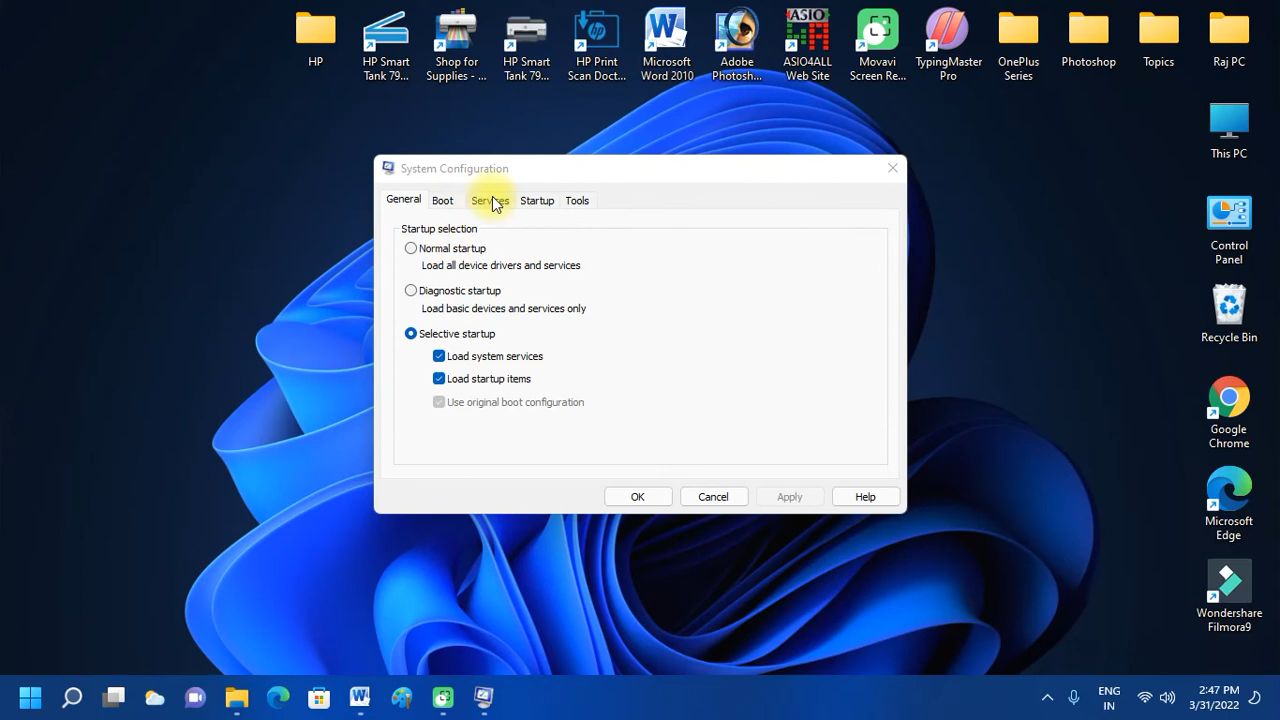 HP
HP Smart
Tank 79...
Shop for
Supplies - ...
HP Smart
Tank 79...
HP Print
Scan Doct...
Microsoft
Word 2010
Adobe
Photosh...
ASIO
ASIO4ALL
Web Site
Movavi
Screen Re...
TypingMaster
Pro
OnePlus
Series
Photoshop
Topics
Raj PC
This PC
Control
Panel
Recycle Bin
Google
Chrome
Microsoft
Edge
Wondershare
Filmora9
System Configuration
General Boot Services Startup Tools
Startup selection
Normal startup
Load all device drivers and services
Diagnostic startup
Load basic devices and services only
Selective startup
Load system services
Load startup items
Use original boot configuration
OK Cancel Apply Help
ENG
IN
2:47 PM
3/31/2022